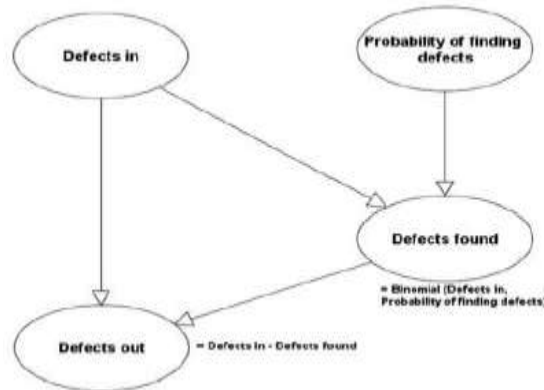 Defects in
Probability of finding
defects
Defects found
= Binomial (Defects in,
Probability of finding defects)
Defects out
= Defects in - Defects found